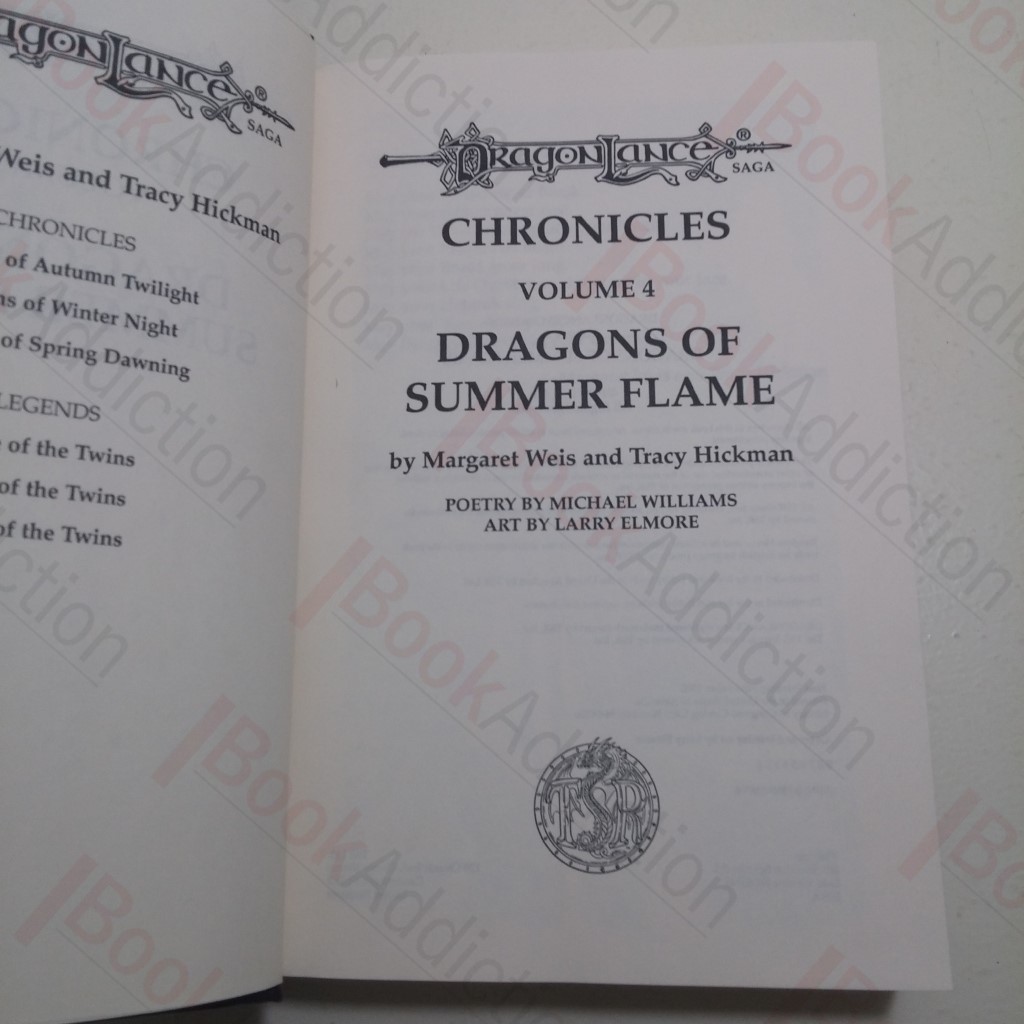 agonLance®
SAGA
Weis and Tracy Hickman
CHRONICLES
of Autumn Twilight
ns of Winter Night
of Spring Dawning
LEGENDS
of the Twins
of the Twins
of the Twins
DragonLance®
SAGA
CHRONICLES
VOLUME 4
DRAGONS OF
SUMMER FLAME
by Margaret Weis and Tracy Hickman
POETRY BY MICHAEL WILLIAMS
ART BY LARRY ELMORE
TSR
BookAddiction